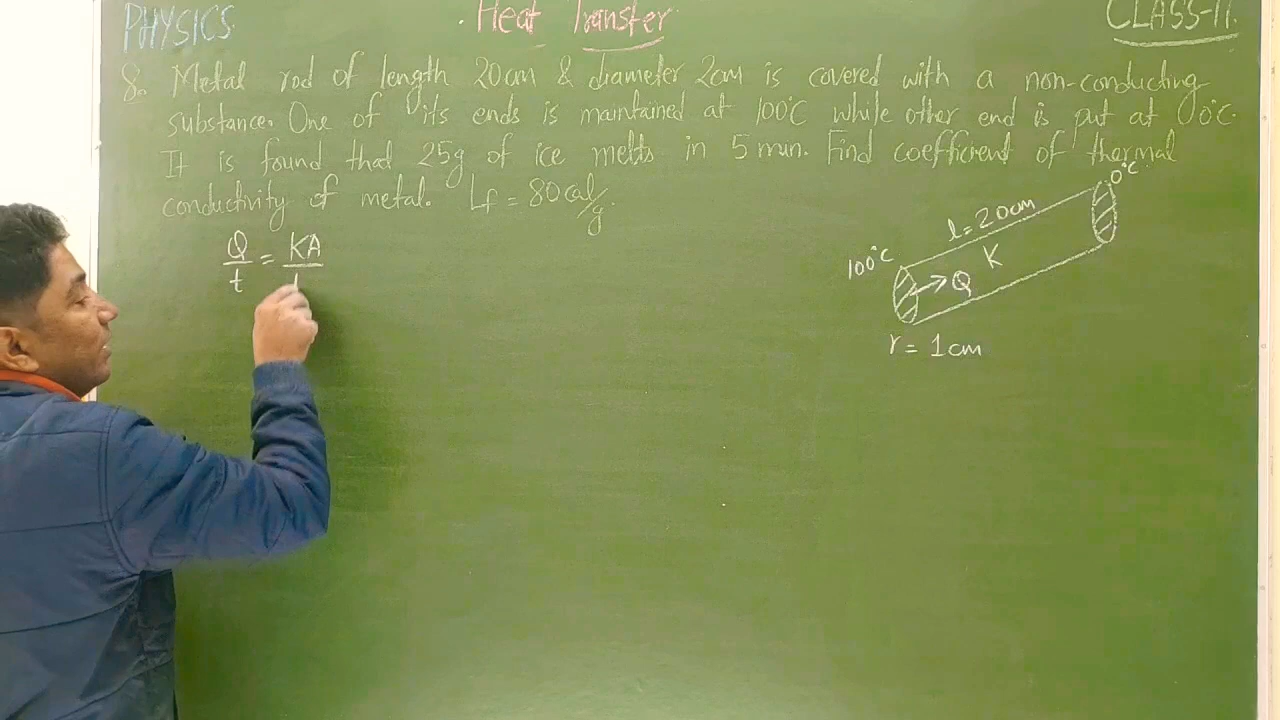 PHYSICS
Heat Transfer
CLASS-11.
8. Metal rod of length 20cm & diameter 2cm is covered with a non-conducting
substance. One of its ends is maintained at 100°C while other end is put at 0°C.
It is found that 25g of ice melts in 5 min. Find coefficient of thermal
conductivity of metal. Lf = 80 cal/g.
Q/t = KA/l
100°C
l = 20cm
0°C
K
Q
r = 1cm